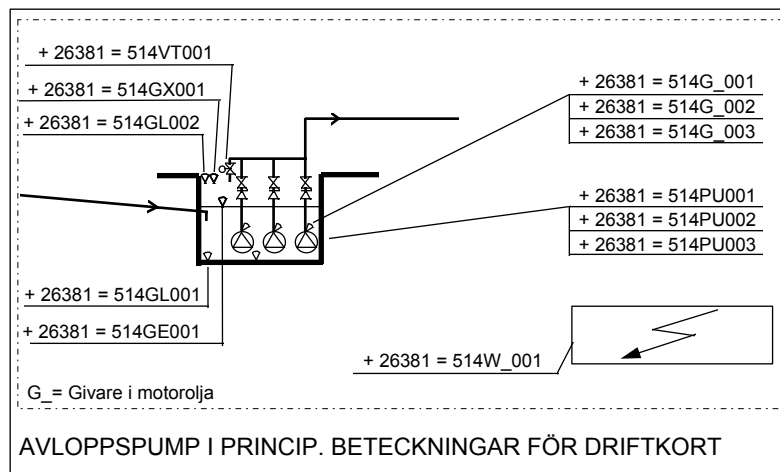 + 26381 = 514VT001
+ 26381 = 514GX001
+ 26381 = 514GL002
+ 26381 = 514G_001
+ 26381 = 514G_002
+ 26381 = 514G_003
+ 26381 = 514PU001
+ 26381 = 514PU002
+ 26381 = 514PU003
+ 26381 = 514GL001
+ 26381 = 514GE001
+ 26381 = 514W_001
G_= Givare i motorolja
AVLOPPSPUMP I PRINCIP. BETECKNINGAR FÖR DRIFTKORT